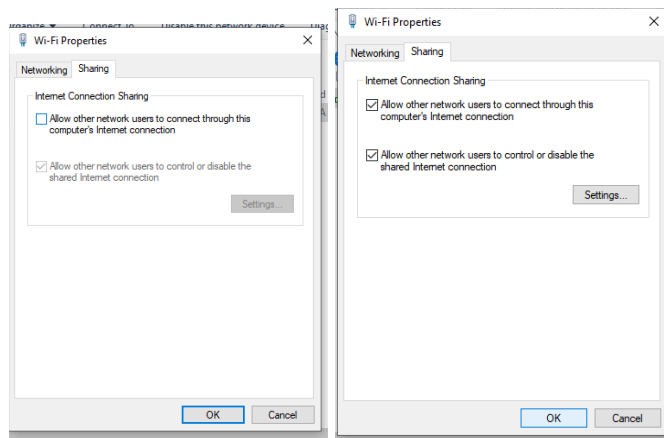 Wi-Fi Properties
Networking Sharing
Internet Connection Sharing
Allow other network users to connect through this
computer's Internet connection
Allow other network users to control or disable the
shared Internet connection
Settings...
OK Cancel
Wi-Fi Properties
Networking Sharing
Internet Connection Sharing
Allow other network users to connect through this
computer's Internet connection
Allow other network users to control or disable the
shared Internet connection
Settings...
OK Cancel